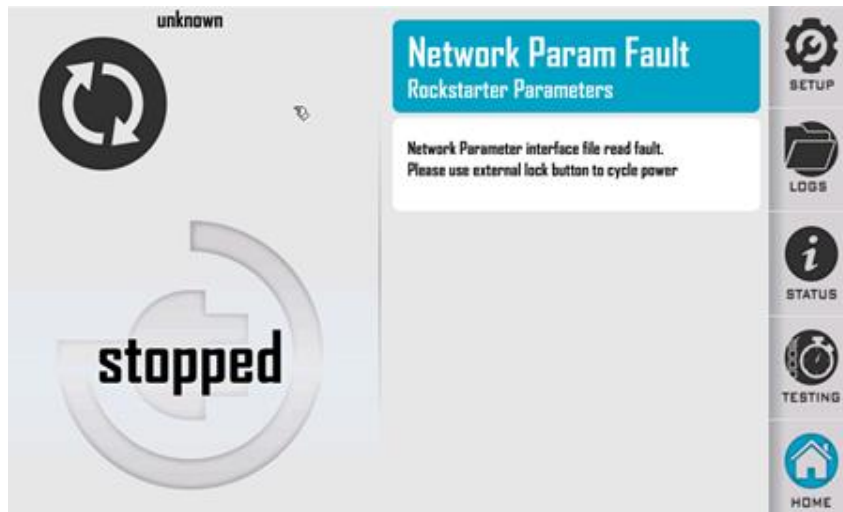 unknown
Network Param Fault
Rockstarter Parameters
Network Parameter interface file read fault.
Please use external lock button to cycle power
stopped
SETUP
LOGS
STATUS
TESTING
HOME